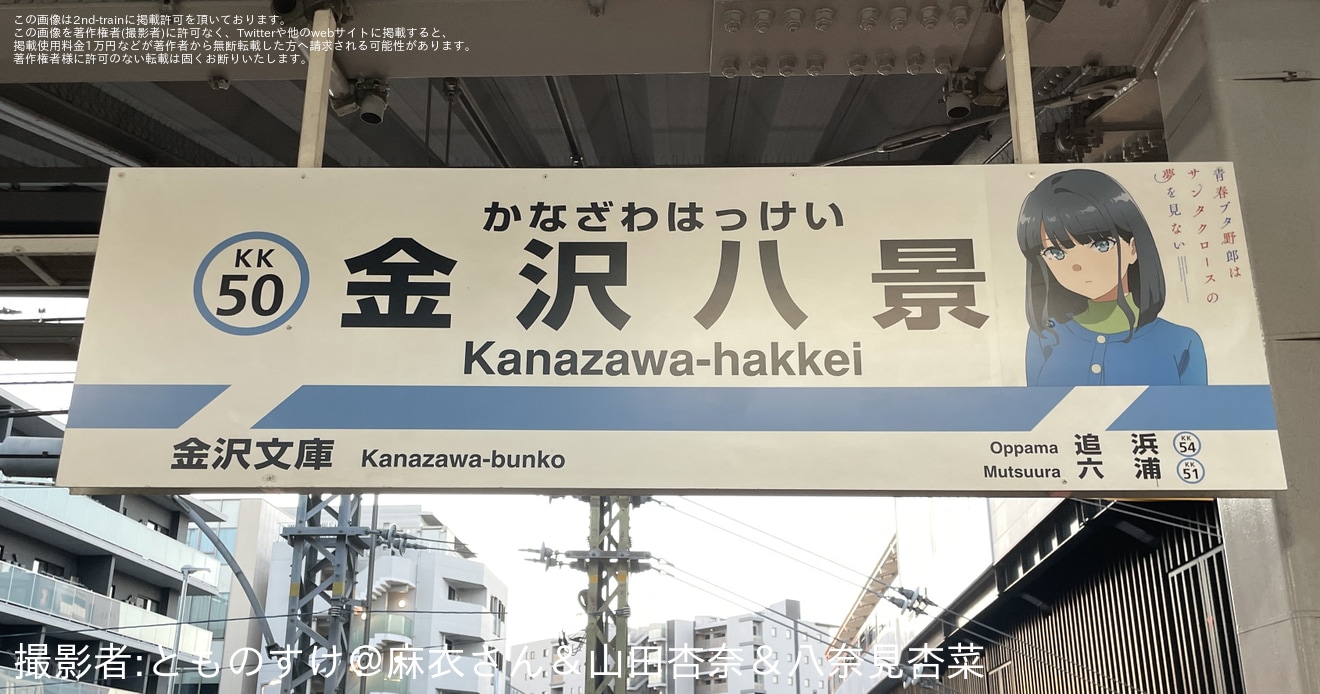 この画像は2nd-trainに掲載許可を頂いております。
この画像を著作権者(撮影者)に許可なく、Twitterや他のwebサイトに掲載すると、
掲載使用料金1万円などが著作者から無断転載した方へ請求される可能性があります。
著作権者様に許可のない転載は固くお断りいたします。
かなざわはっけい
KK
50
金沢八景
Kanazawa-hakkei
青春ブタ野郎は
サンタクロースの
夢を見ない
金沢文庫 Kanazawa-bunko
Oppama 追浜 KK 54
Mutsuura 六浦 KK 51
撮影者:とものすけ@麻衣さん&山田杏奈&八奈見杏菜